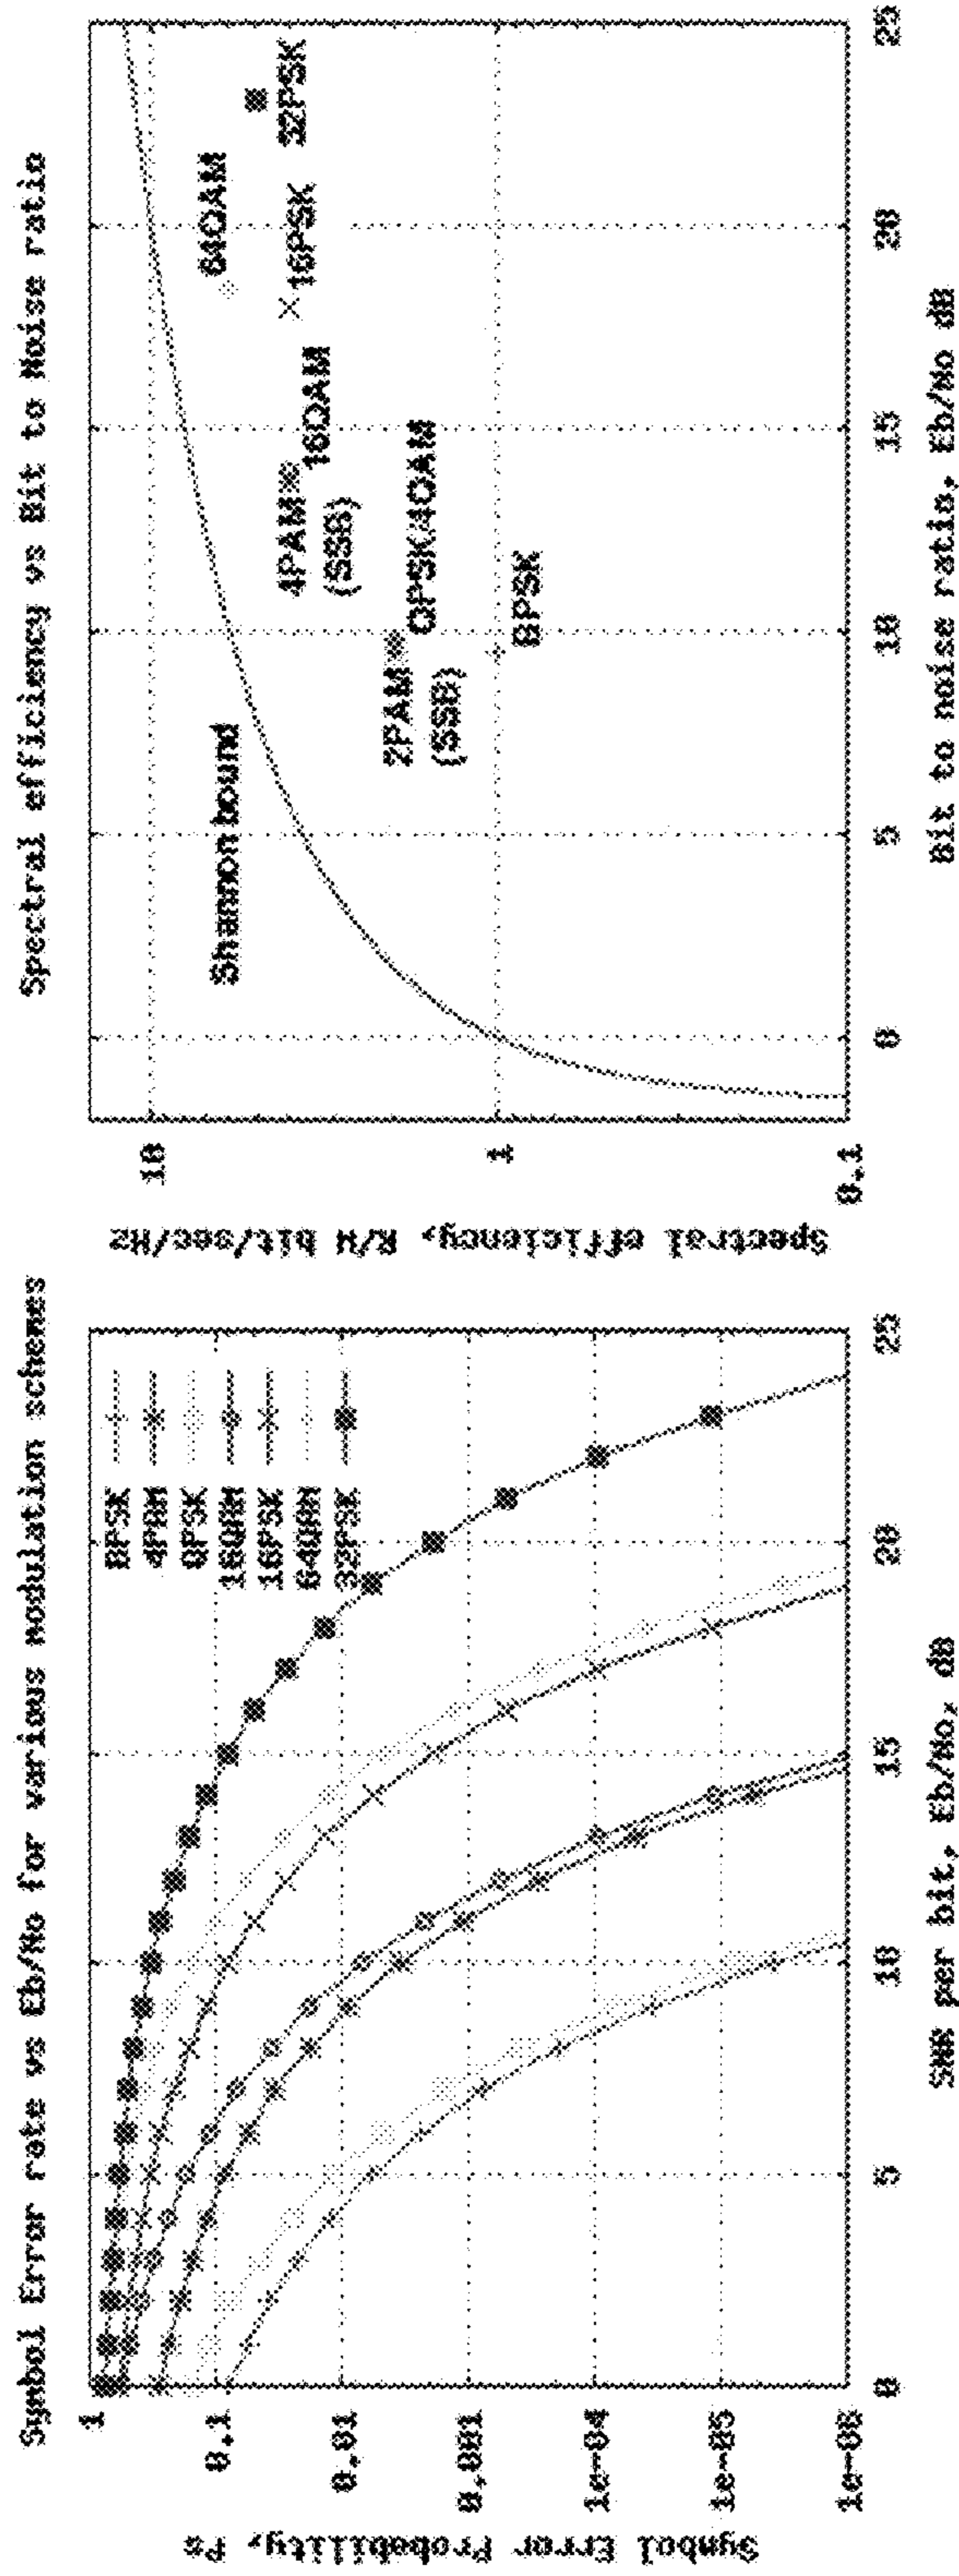 Symbol Error rate vs Eb/No for various modulation schemes
Symbol Error Probability, Ps
1
0.1
0.01
0.001
1e-04
1e-05
1e-06
BPSK
4PAM
QPSK
16QAM
16PSK
64QAM
32PSK
0
5
10
15
20
25
SNR per bit, Eb/No, dB
Spectral efficiency vs Bit to Noise ratio
Spectral efficiency, R/W bit/sec/Hz
10
1
0.1
Shannon bound
64QAM
32PSK
16PSK
4PAM
(SSB)
16QAM
2PAM
(SSB)
QPSK/4QAM
BPSK
0
5
10
15
20
25
Bit to noise ratio, Eb/No dB